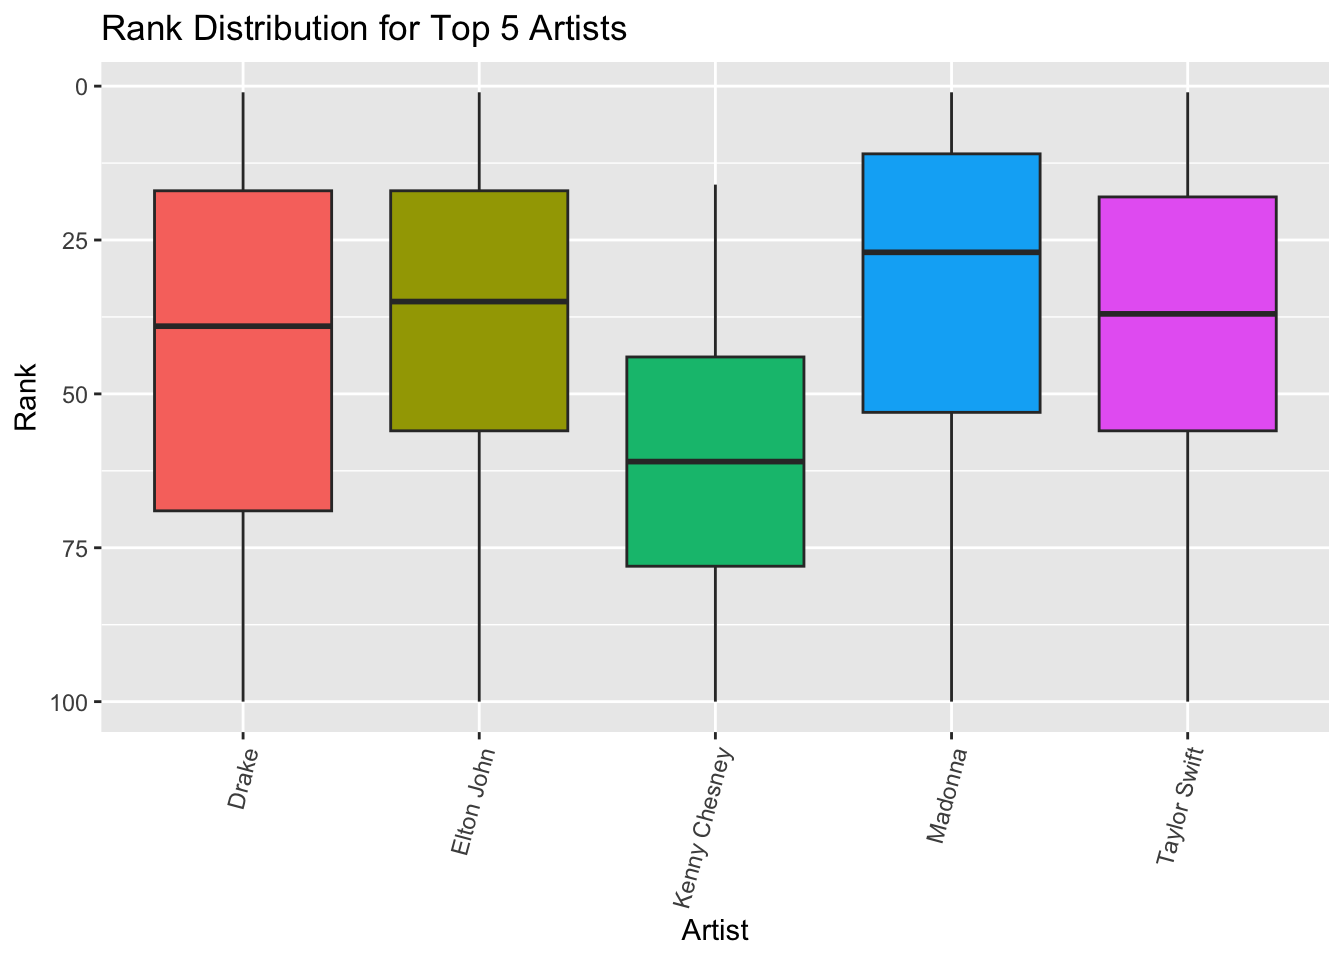 Rank Distribution for Top 5 Artists
Rank
0
25
50
75
100
Drake
Elton John
Kenny Chesney
Madonna
Taylor Swift
Artist